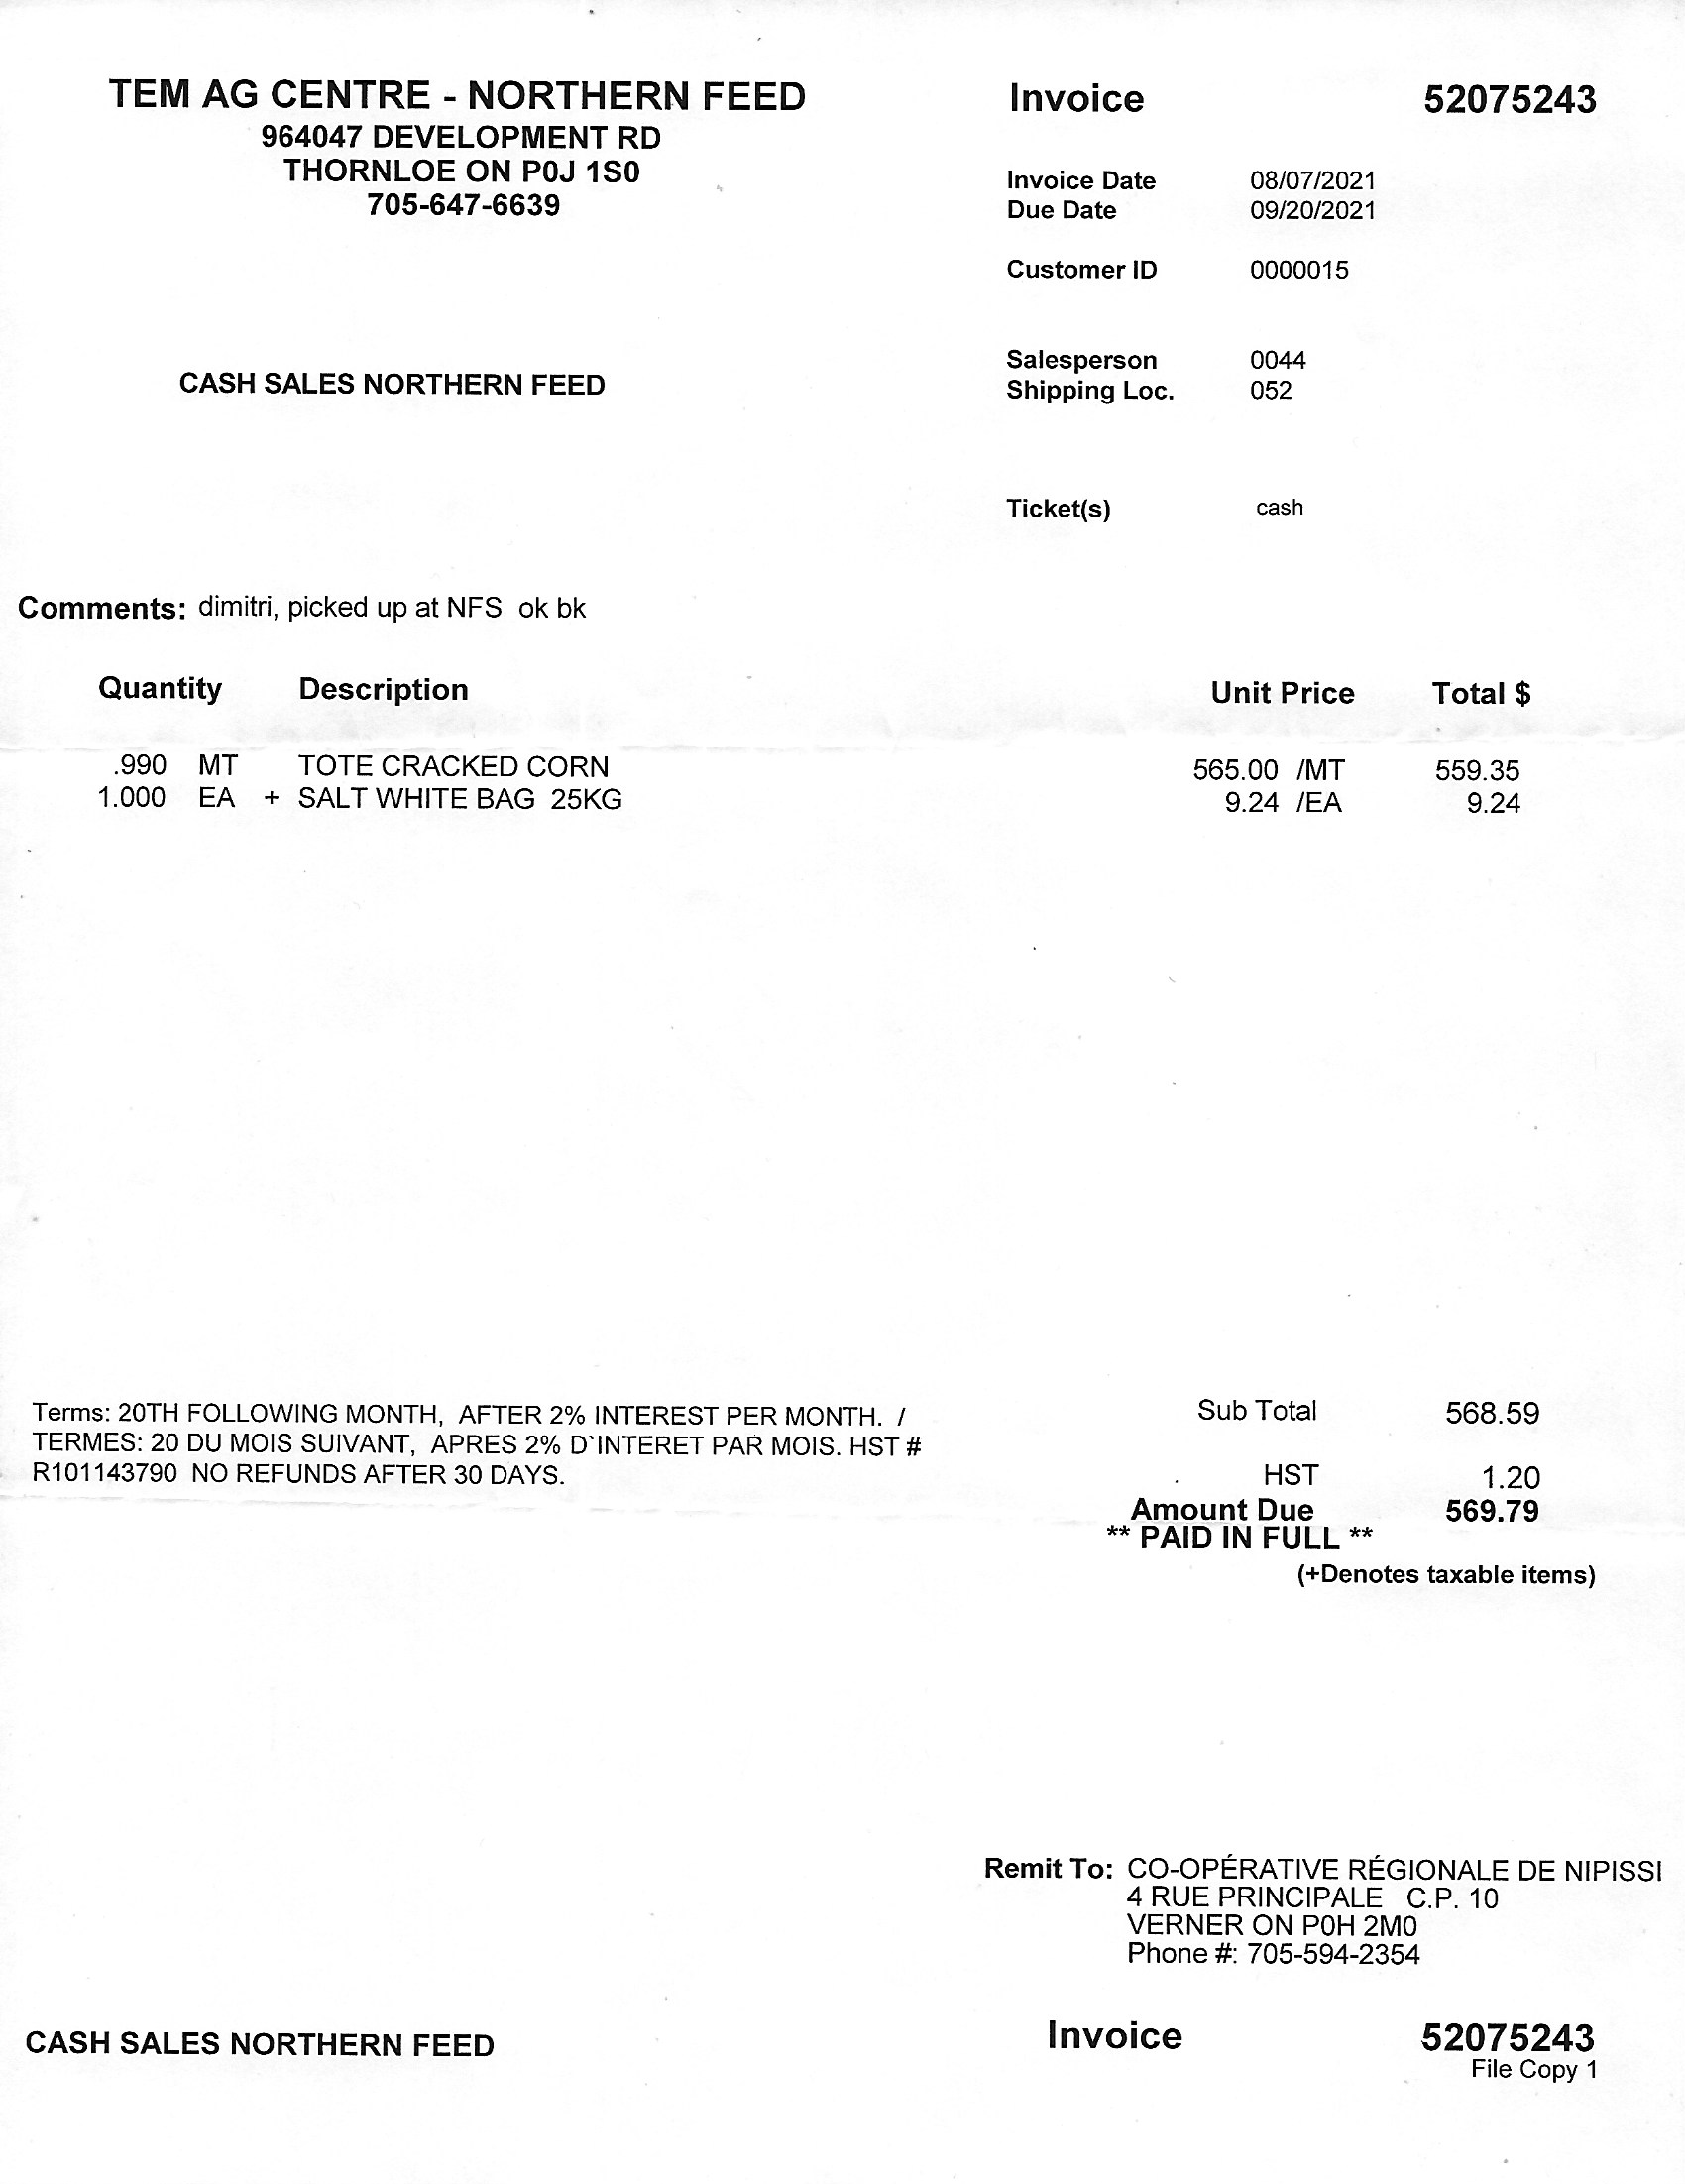 TEM AG CENTRE - NORTHERN FEED
964047 DEVELOPMENT RD
THORNLOE ON P0J 1S0
705-647-6639
Invoice 52075243
Invoice Date 08/07/2021
Due Date 09/20/2021
Customer ID 0000015
Salesperson 0044
Shipping Loc. 052
CASH SALES NORTHERN FEED
Ticket(s) cash
Comments: dimitri, picked up at NFS ok bk
Quantity Description Unit Price Total $
.990 MT TOTE CRACKED CORN 565.00 /MT 559.35
1.000 EA + SALT WHITE BAG 25KG 9.24 /EA 9.24
Terms: 20TH FOLLOWING MONTH, AFTER 2% INTEREST PER MONTH. /
TERMES: 20 DU MOIS SUIVANT, APRES 2% D`INTERET PAR MOIS. HST #
R101143790 NO REFUNDS AFTER 30 DAYS.
Sub Total 568.59
HST 1.20
Amount Due 569.79
** PAID IN FULL **
(+Denotes taxable items)
Remit To: CO-OPÉRATIVE RÉGIONALE DE NIPISSI
4 RUE PRINCIPALE C.P. 10
VERNER ON P0H 2M0
Phone #: 705-594-2354
CASH SALES NORTHERN FEED
Invoice 52075243
File Copy 1